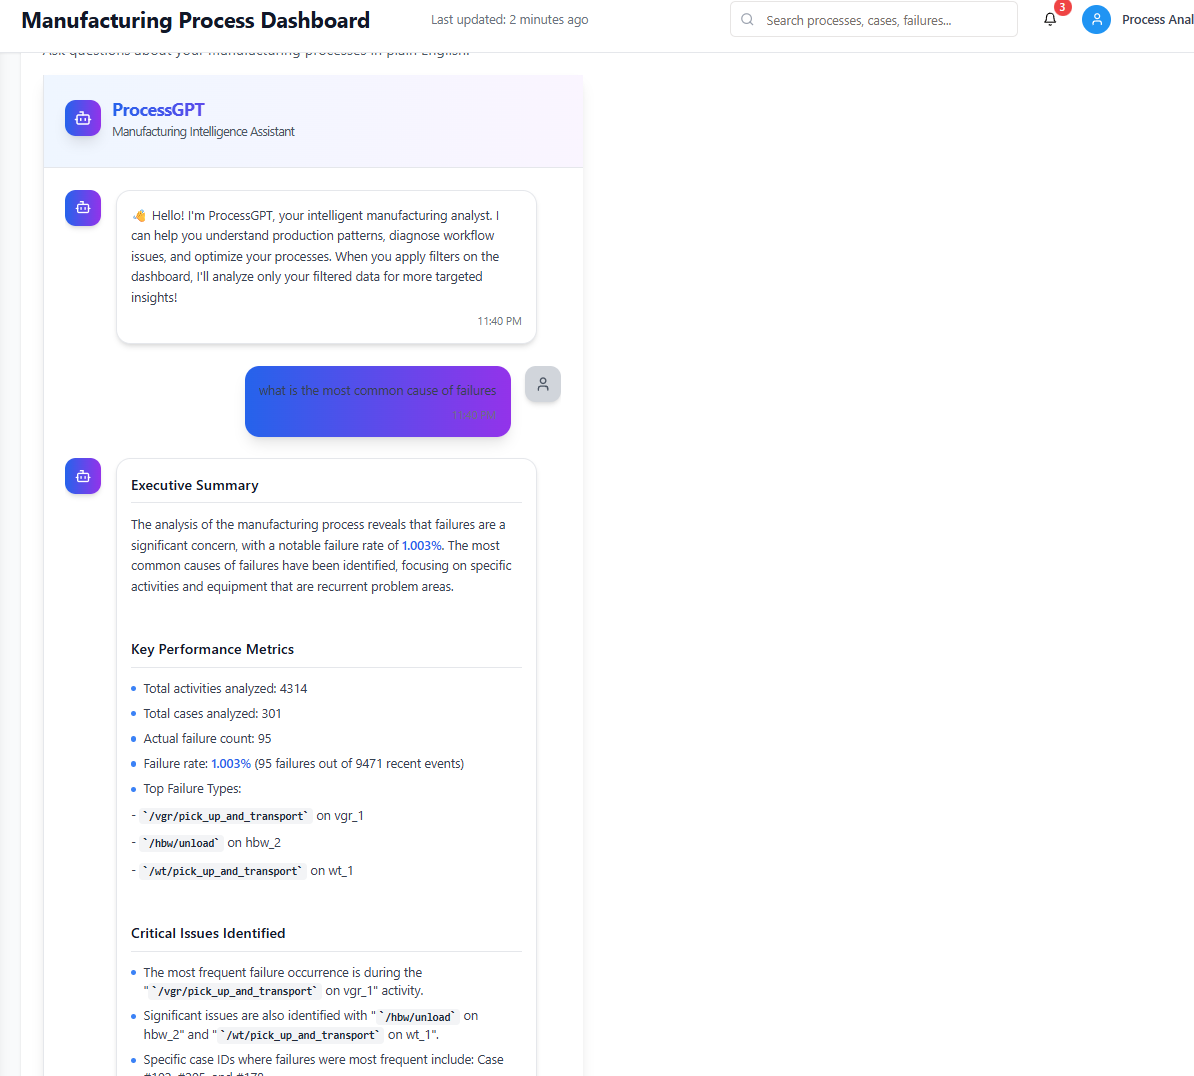 Manufacturing Process Dashboard
Last updated: 2 minutes ago
Search processes, cases, failures...
3
Process Anal
Ask questions about your manufacturing processes in plain English.
ProcessGPT
Manufacturing Intelligence Assistant
👋 Hello! I'm ProcessGPT, your intelligent manufacturing analyst. I
can help you understand production patterns, diagnose workflow
issues, and optimize your processes. When you apply filters on the
dashboard, I'll analyze only your filtered data for more targeted
insights!
11:40 PM
what is the most common cause of failures
11:40 PM
Executive Summary
The analysis of the manufacturing process reveals that failures are a
significant concern, with a notable failure rate of 1.003%. The most
common causes of failures have been identified, focusing on specific
activities and equipment that are recurrent problem areas.
Key Performance Metrics
• Total activities analyzed: 4314
• Total cases analyzed: 301
• Actual failure count: 95
• Failure rate: 1.003% (95 failures out of 9471 recent events)
• Top Failure Types:
- `/vgr/pick_up_and_transport` on vgr_1
- `/hbw/unload` on hbw_2
- `/wt/pick_up_and_transport` on wt_1
Critical Issues Identified
• The most frequent failure occurrence is during the
"`/vgr/pick_up_and_transport` on vgr_1" activity.
• Significant issues are also identified with "`/hbw/unload` on
hbw_2" and "`/wt/pick_up_and_transport` on wt_1".
• Specific case IDs where failures were most frequent include: Case